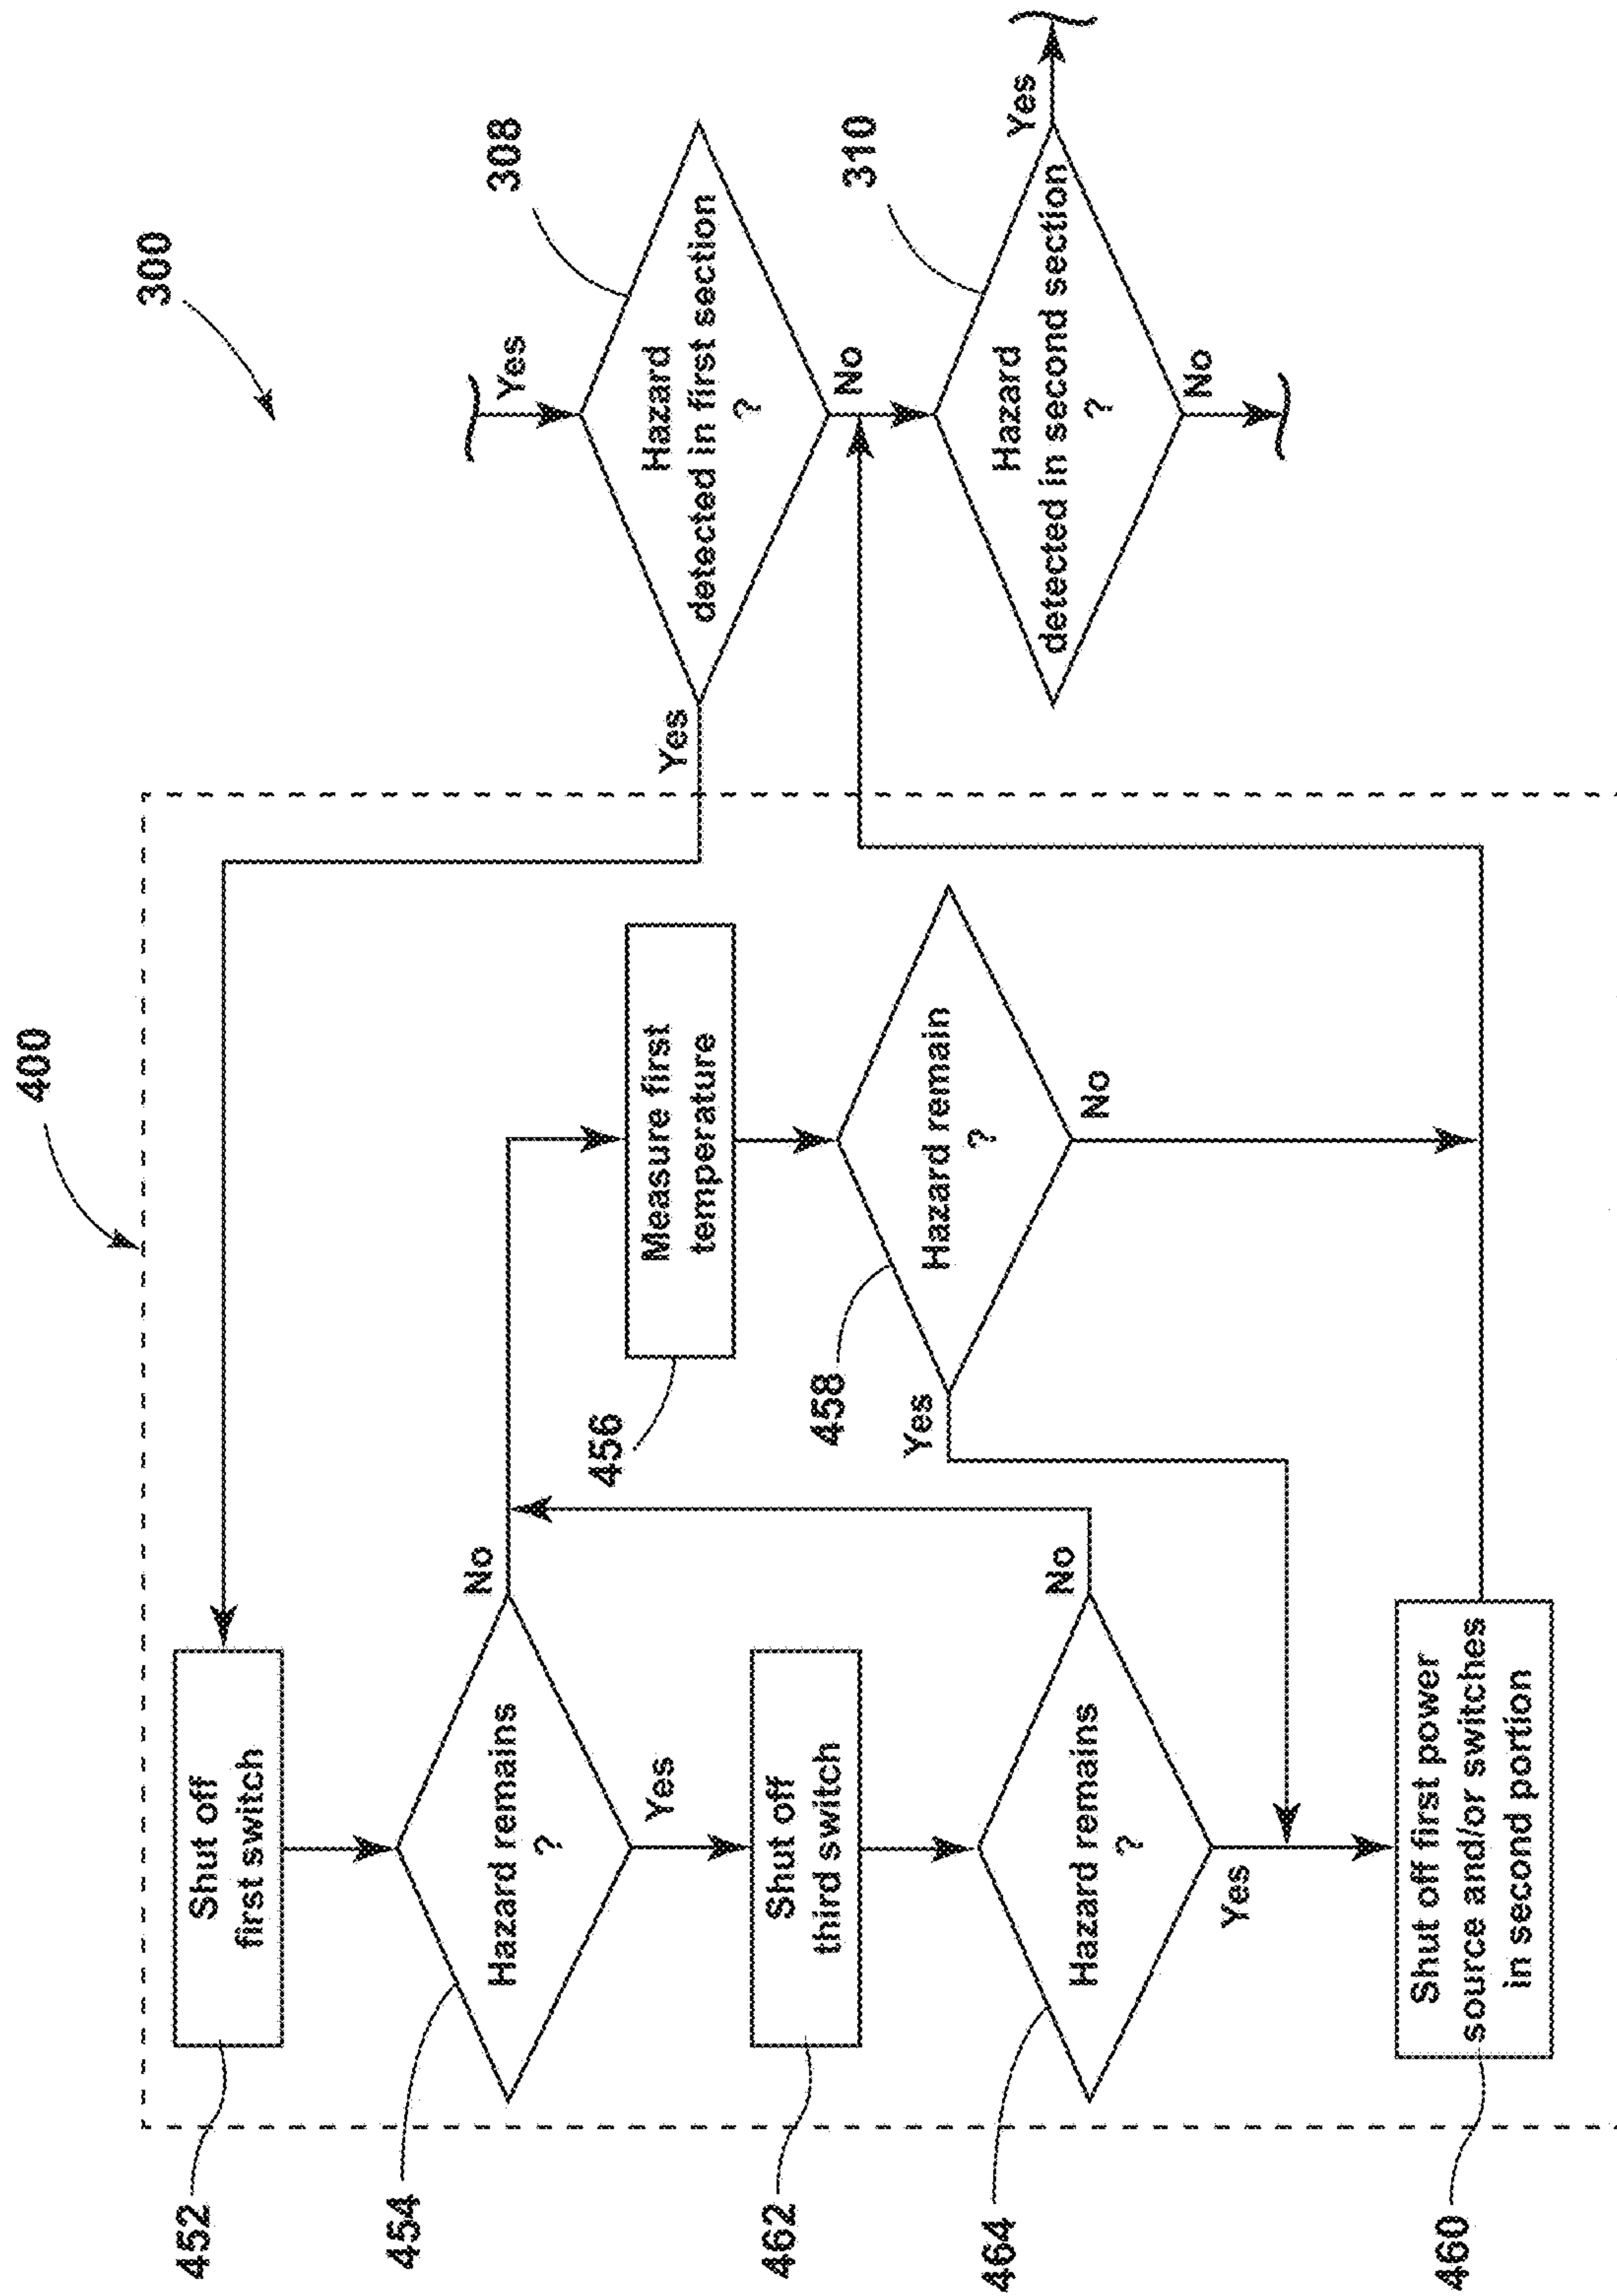 400
300
452
Shut off
first switch
454
Hazard remains
?
No
Yes
462
Shut off
third switch
464
Hazard remains
?
No
Yes
460
Shut off first power
source and/or switches
in second portion
456
Measure first
temperature
458
Hazard remain
?
Yes
No
Yes
308
Hazard
detected in first section
?
Yes
No
310
Hazard
detected in second section
?
Yes
No